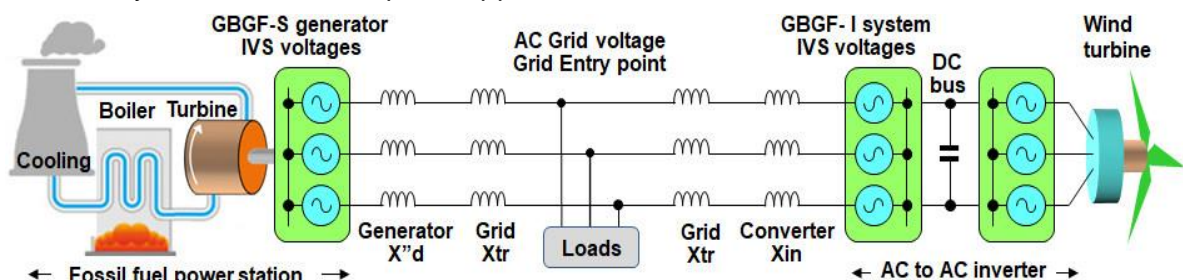 GBGF-S generator
IVS voltages
AC Grid voltage
Grid Entry point
GBGF- I system
IVS voltages
DC
bus
Wind
turbine
Boiler
Turbine
Cooling
Generator
X"d
Grid
Xtr
Loads
Grid
Xtr
Converter
Xin
← Fossil fuel power station →
← AC to AC inverter →